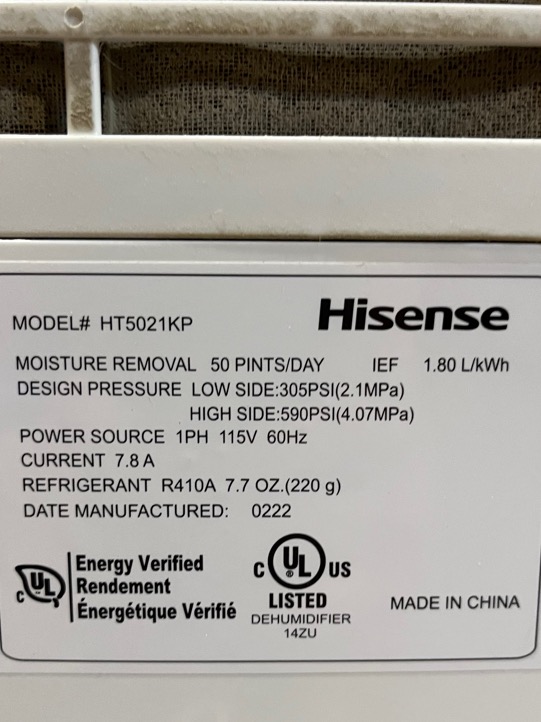 Hisense
MODEL# HT5021KP
MOISTURE REMOVAL 50 PINTS/DAY IEF 1.80 L/kWh
DESIGN PRESSURE LOW SIDE:305PSI(2.1MPa)
HIGH SIDE:590PSI(4.07MPa)
POWER SOURCE 1PH 115V 60Hz
CURRENT 7.8 A
REFRIGERANT R410A 7.7 OZ.(220 g)
DATE MANUFACTURED: 0222
C UL
Energy Verified
Rendement
Énergétique Vérifié
C UL ® US
LISTED
DEHUMIDIFIER
14ZU
MADE IN CHINA